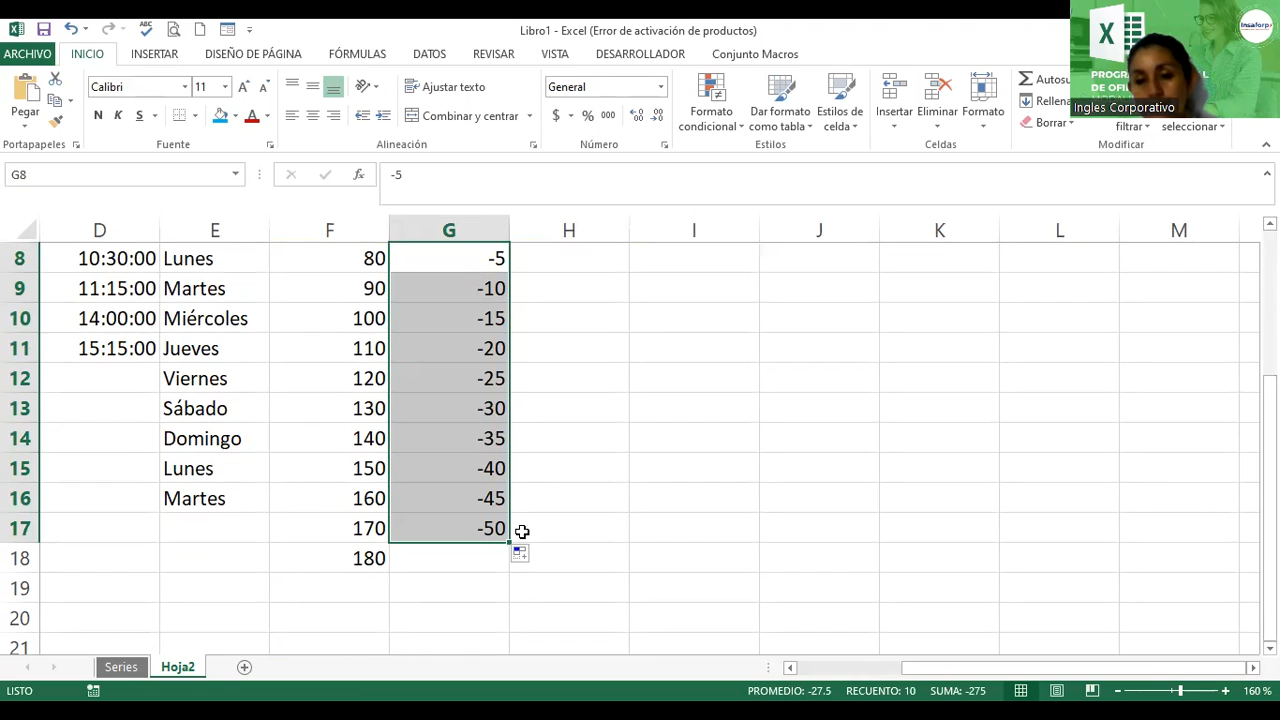 Libro1 - Excel (Error de activación de productos)
ARCHIVO INICIO INSERTAR DISEÑO DE PÁGINA FÓRMULAS DATOS REVISAR VISTA DESARROLLADOR Conjunto Macros
Pegar
Calibri 11
N K S
Ajustar texto
Combinar y centrar
General
$ % 000
Formato condicional
Dar formato como tabla
Estilos de celda
Insertar
Eliminar
Formato
Borrar
filtrar
seleccionar
Portapapeles Fuente Alineación Número Estilos Celdas Modificar
Ingles Corporativo
G8 fx -5
D E F G H I J K L M
8 10:30:00 Lunes 80 -5
9 11:15:00 Martes 90 -10
10 14:00:00 Miércoles 100 -15
11 15:15:00 Jueves 110 -20
12 Viernes 120 -25
13 Sábado 130 -30
14 Domingo 140 -35
15 Lunes 150 -40
16 Martes 160 -45
17 170 -50
18 180
19
20
21
Series Hoja2
LISTO PROMEDIO: -27.5 RECUENTO: 10 SUMA: -275 160 %